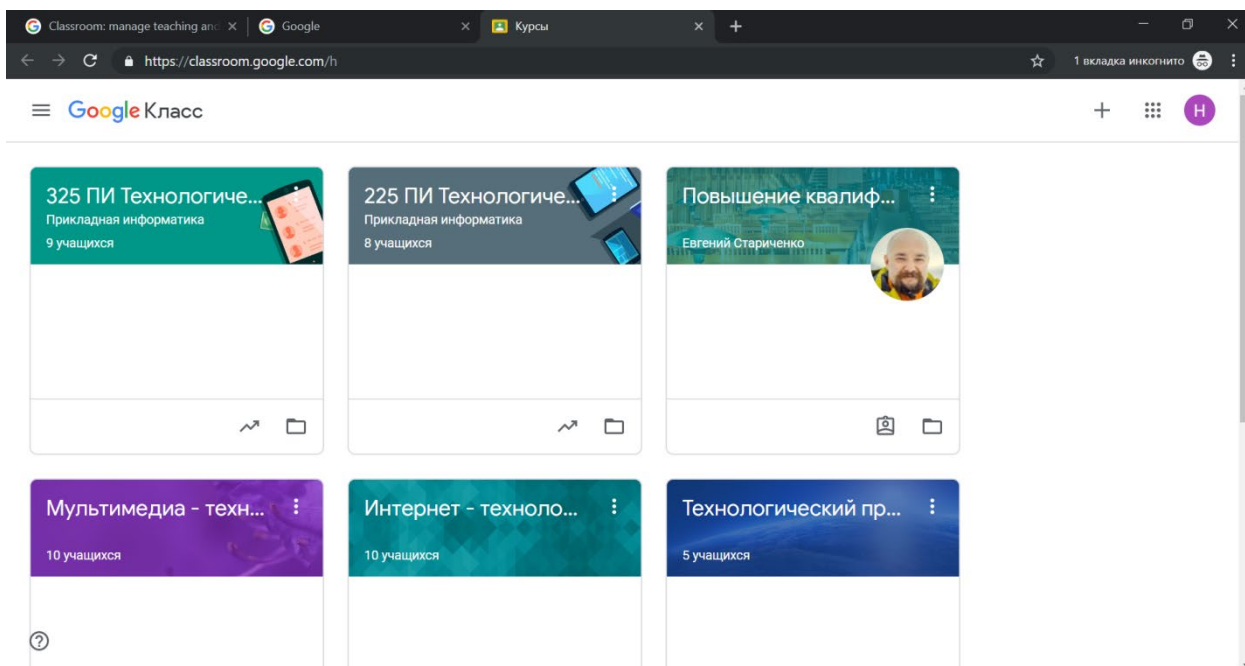 Classroom: manage teaching and
Google
Курсы
https://classroom.google.com/h
1 вкладка инкогнито
Google Класс
Н
325 ПИ Технологиче...
Прикладная информатика
9 учащихся
225 ПИ Технологиче...
Прикладная информатика
8 учащихся
Повышение квалиф...
Евгений Стариченко
Мультимедиа - техн...
10 учащихся
Интернет - техноло...
10 учащихся
Технологический пр...
5 учащихся